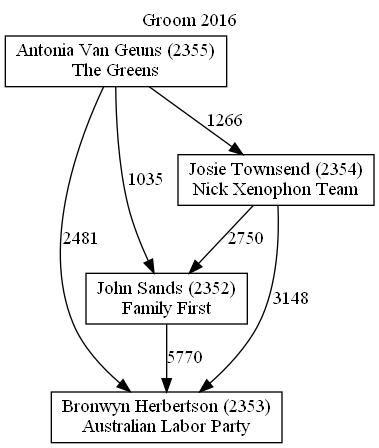 Groom 2016
Antonia Van Geuns (2355)
The Greens
1266
Josie Townsend (2354)
Nick Xenophon Team
1035
2481
2750
John Sands (2352)
Family First
3148
5770
Bronwyn Herbertson (2353)
Australian Labor Party